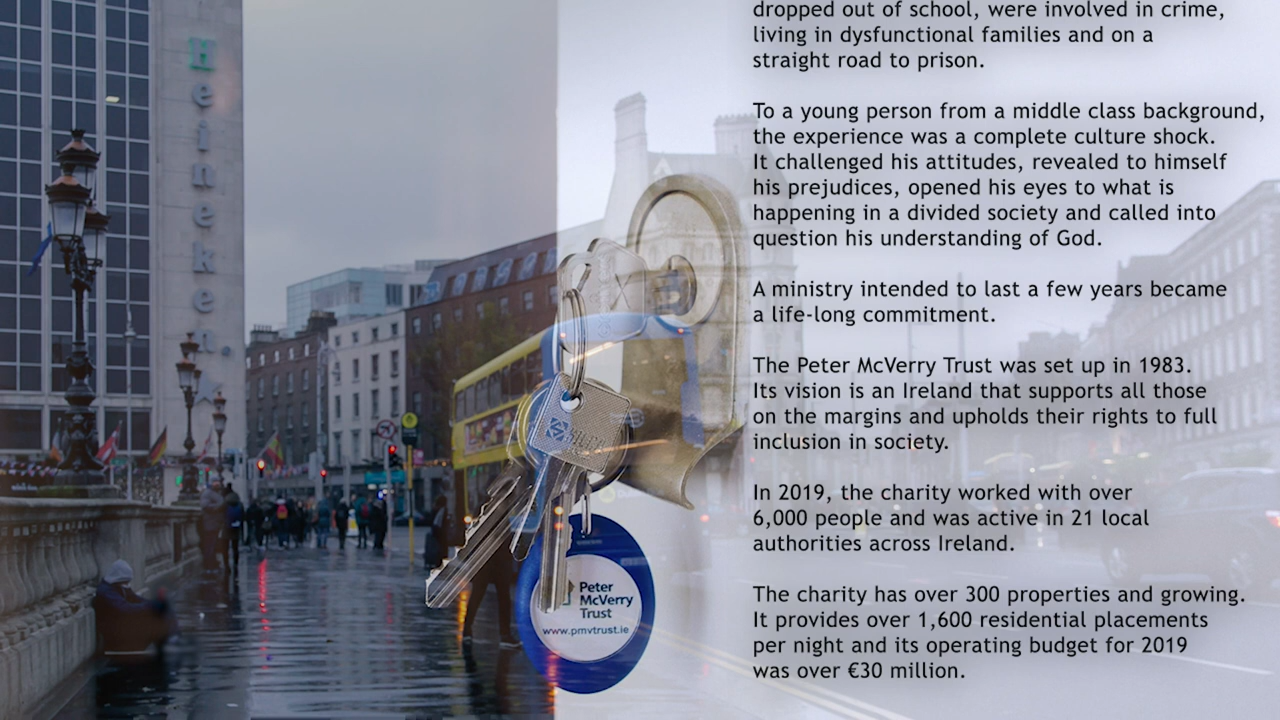 Heineken.
dropped out of school, were involved in crime,
living in dysfunctional families and on a
straight road to prison.
To a young person from a middle class background,
the experience was a complete culture shock.
It challenged his attitudes, revealed to himself
his prejudices, opened his eyes to what is
happening in a divided society and called into
question his understanding of God.
A ministry intended to last a few years became
a life-long commitment.
The Peter McVerry Trust was set up in 1983.
Its vision is an Ireland that supports all those
on the margins and upholds their rights to full
inclusion in society.
In 2019, the charity worked with over
6,000 people and was active in 21 local
authorities across Ireland.
The charity has over 300 properties and growing.
It provides over 1,600 residential placements
per night and its operating budget for 2019
was over €30 million.
Peter
McVerry
Trust
www.pmvtrust.ie